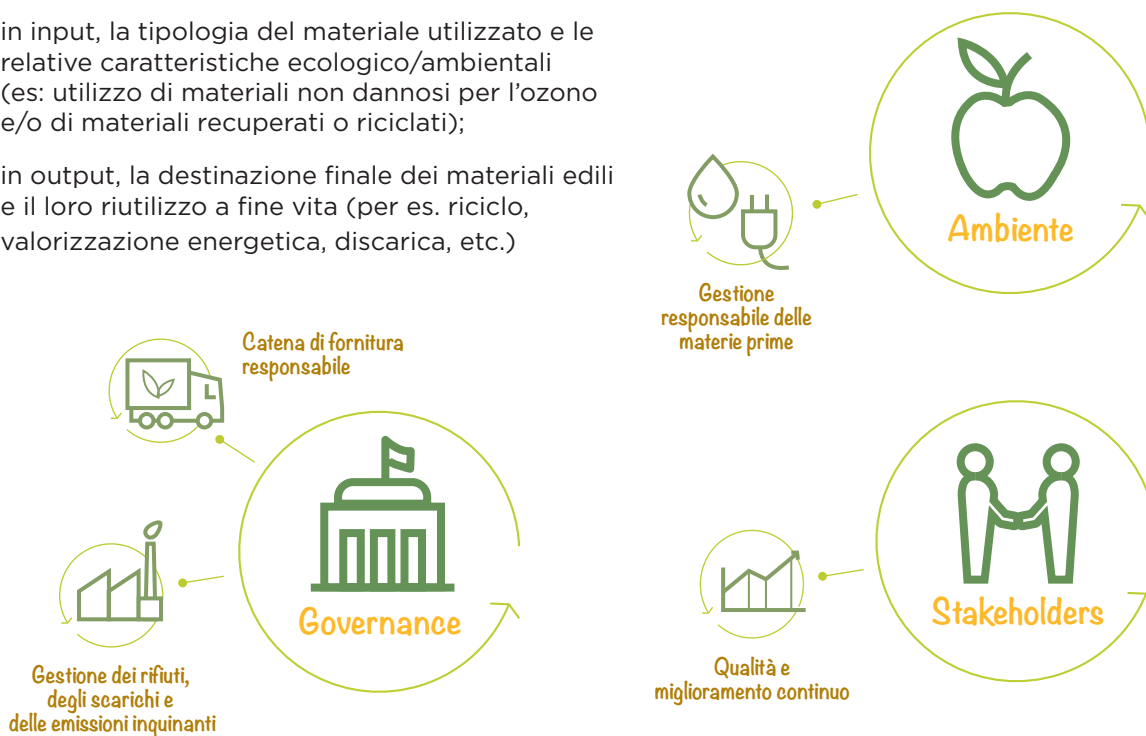 in input, la tipologia del materiale utilizzato e le
relative caratteristiche ecologico/ambientali
(es: utilizzo di materiali non dannosi per l’ozono
e/o di materiali recuperati o riciclati);
in output, la destinazione finale dei materiali edili
e il loro riutilizzo a fine vita (per es. riciclo,
valorizzazione energetica, discarica, etc.)
Ambiente
Gestione
responsabile delle
materie prime
Catena di fornitura
responsabile
Governance
Gestione dei rifiuti,
degli scarichi e
delle emissioni inquinanti
Stakeholders
Qualità e
miglioramento continuo